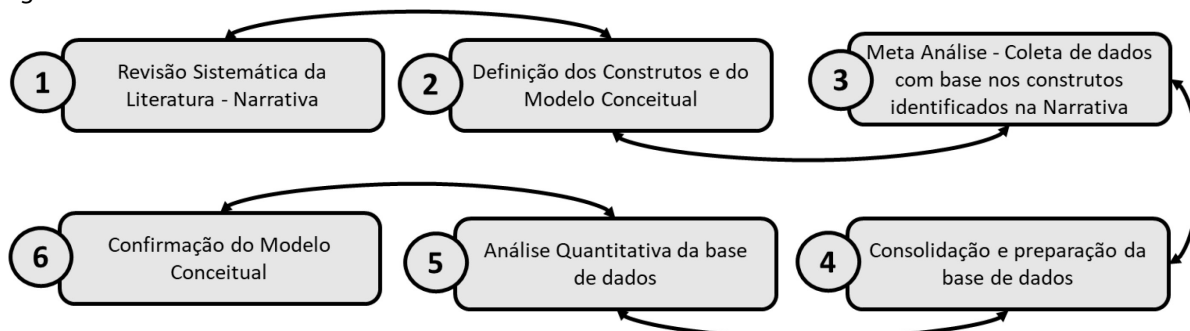 1
Revisão Sistemática da
Literatura - Narrativa
2
Definição dos Construtos e do
Modelo Conceitual
3
Meta Análise - Coleta de dados
com base nos construtos
identificados na Narrativa
6
Confirmação do Modelo
Conceitual
5
Análise Quantitativa da base
de dados
4
Consolidação e preparação da
base de dados